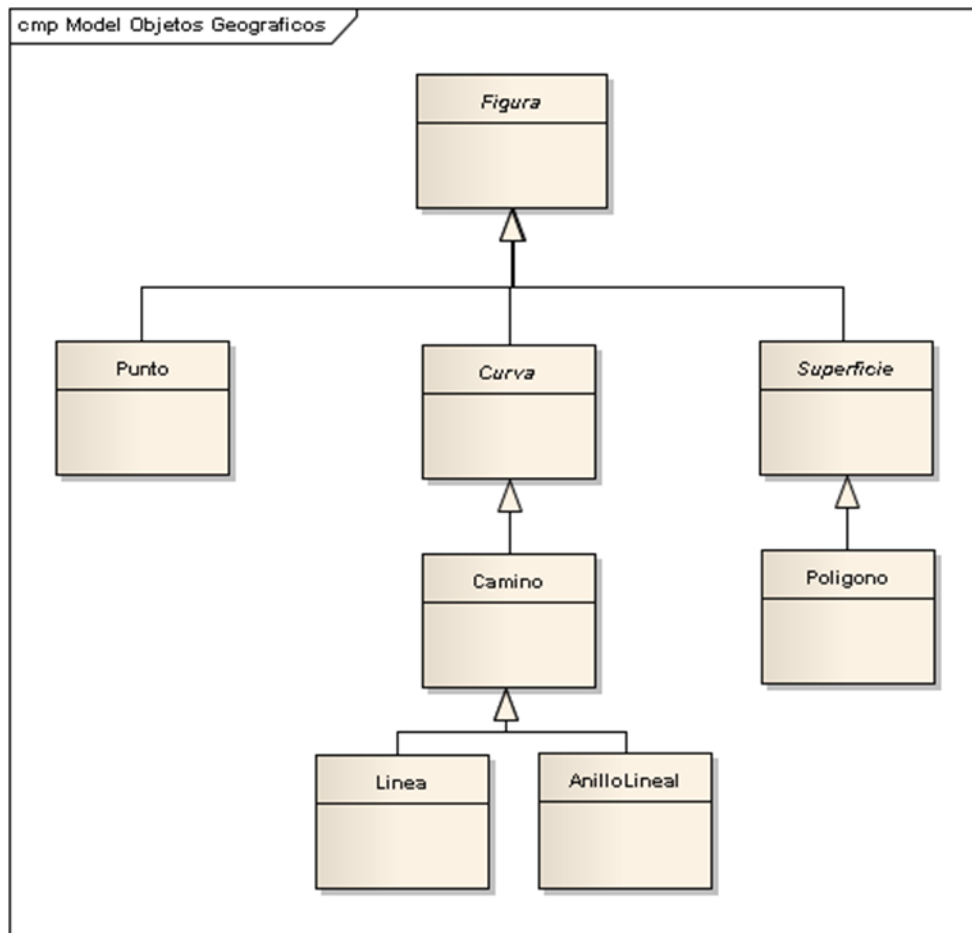 cmp Model Objetos Geograficos
Figura
Punto
Curva
Superficie
Camino
Poligono
Linea
AnilloLineal